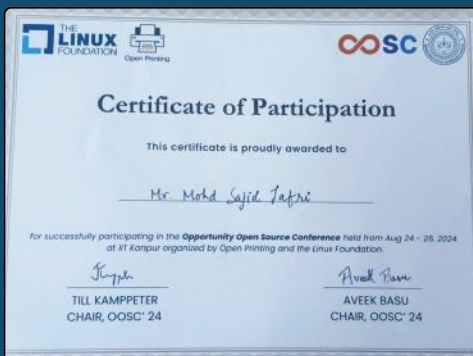 THE
LINUX
FOUNDATION
Open Printing
OOSC
Certificate of Participation
This certificate is proudly awarded to
Mr. Mohd Sajid Jafri
for successfully participating in the Opportunity Open Source Conference held from Aug 24 - 26, 2024
at IIT Kanpur organized by Open Printing and the Linux Foundation.
Aveek Basu
TILL KAMPPETER
CHAIR, OOSC' 24
AVEEK BASU
CHAIR, OOSC' 24